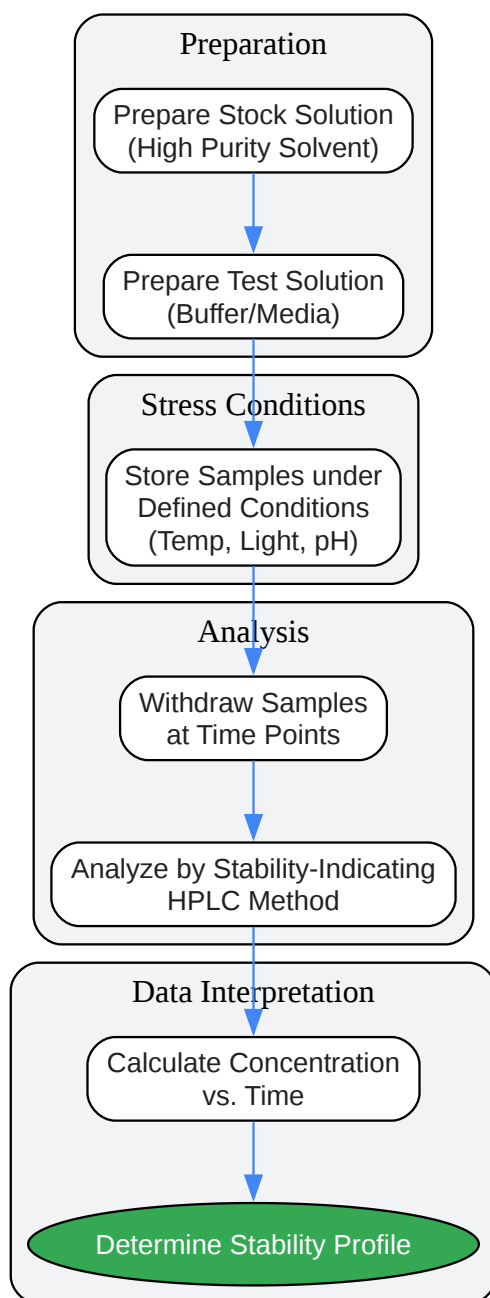 Preparation
Prepare Stock Solution
(High Purity Solvent)
Prepare Test Solution
(Buffer/Media)
Stress Conditions
Store Samples under
Defined Conditions
(Temp, Light, pH)
Analysis
Withdraw Samples
at Time Points
Analyze by Stability-Indicating
HPLC Method
Data Interpretation
Calculate Concentration
vs. Time
Determine Stability Profile